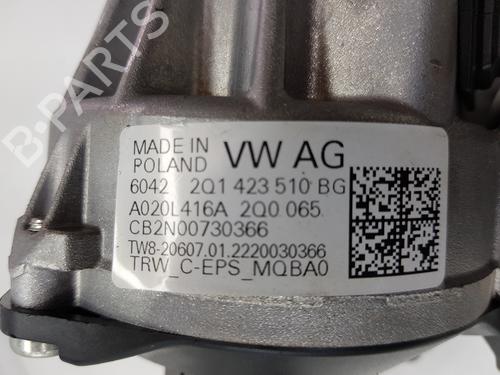 B-PARTS
MADE IN
POLAND VW AG
6042 2Q1 423 510 BG
A020L416A 2Q0 065
CB2N00730366
TW8-20607.01.2220030366
TRW_C-EPS_MQBA0